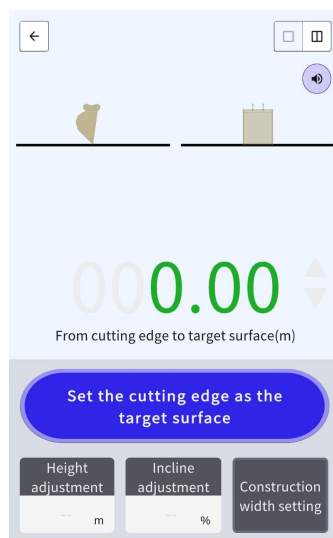 000.00
From cutting edge to target surface(m)
Set the cutting edge as the
target surface
Height
adjustment
-- m
Incline
adjustment
-- %
Construction
width setting